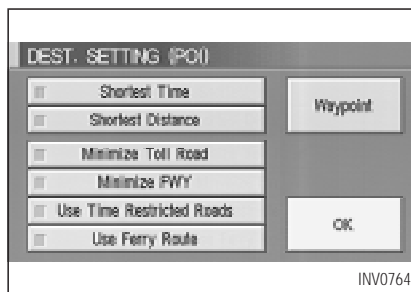 DEST. SETTING (POI)
Shortest Time
Waypoint
Shortest Distance
Minimize Toll Road
Minimize FWY
Use Time Restricted Roads
OK
Use Ferry Route
INV0764